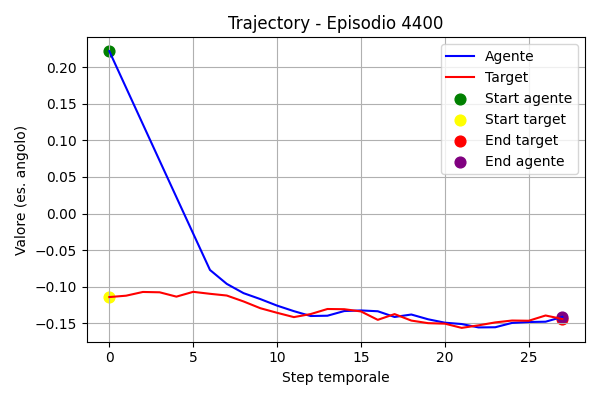 Trajectory - Episodio 4400
Agente
Target
Start agente
Start target
End target
End agente
Valore (es. angolo)
0.20
0.15
0.10
0.05
0.00
−0.05
−0.10
−0.15
0 5 10 15 20 25
Step temporale